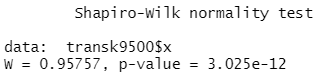 Shapiro-Wilk normality test
data:  transk9500$x
W = 0.95757, p-value = 3.025e-12